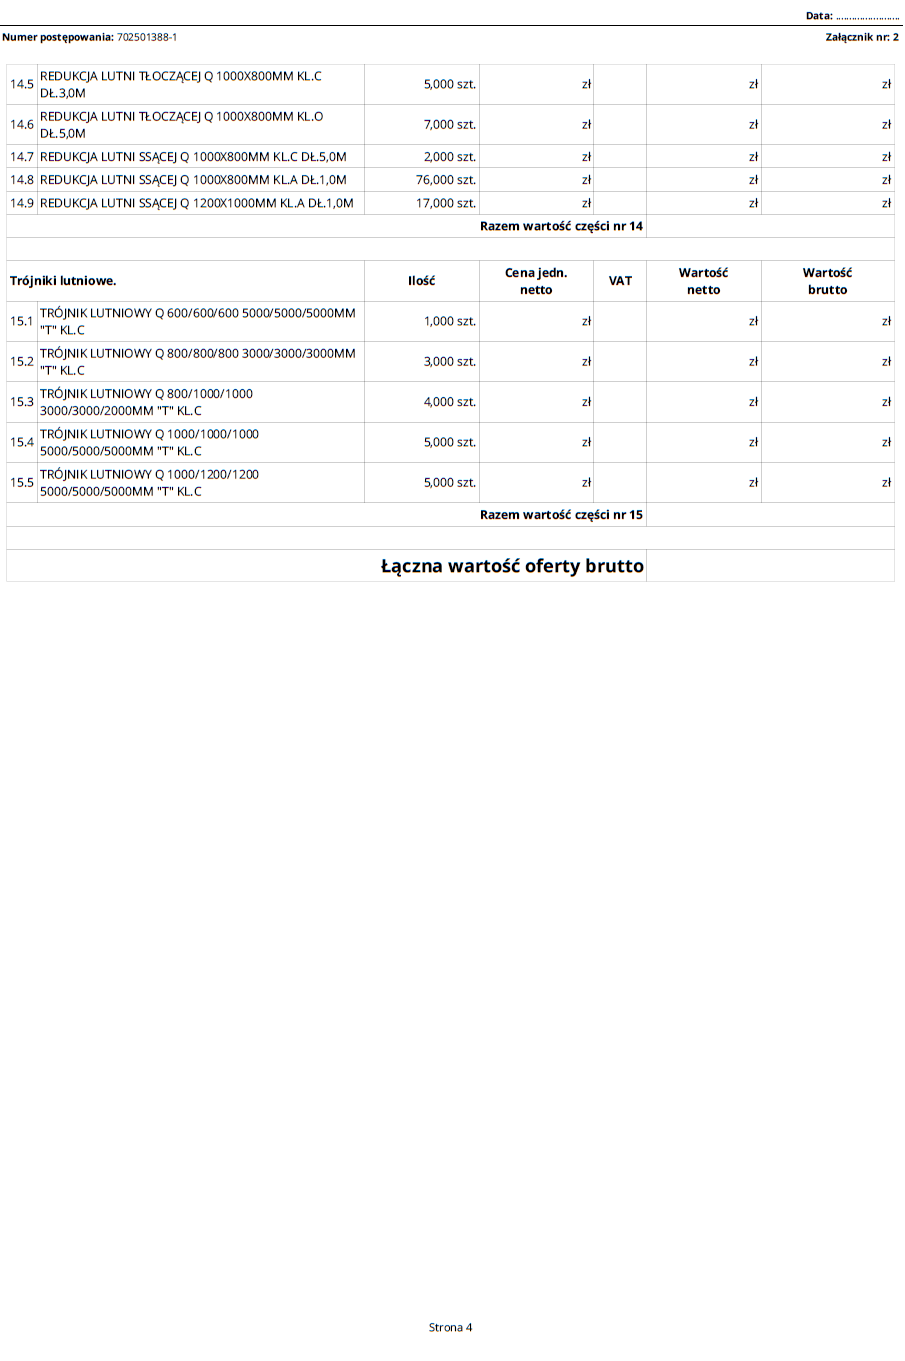 Data: ........................
Numer postępowania: 702501388-1 Załącznik nr: 2
14.5 REDUKCJA LUTNI TŁOCZĄCEJ Q 1000X800MM KL.C
DŁ.3,0M 5,000 szt. zł zł zł
14.6 REDUKCJA LUTNI TŁOCZĄCEJ Q 1000X800MM KL.O
DŁ.5,0M 7,000 szt. zł zł zł
14.7 REDUKCJA LUTNI SSĄCEJ Q 1000X800MM KL.C DŁ.5,0M 2,000 szt. zł zł zł
14.8 REDUKCJA LUTNI SSĄCEJ Q 1000X800MM KL.A DŁ.1,0M 76,000 szt. zł zł zł
14.9 REDUKCJA LUTNI SSĄCEJ Q 1200X1000MM KL.A DŁ.1,0M 17,000 szt. zł zł zł
Razem wartość części nr 14
Trójniki lutniowe. Ilość Cena jedn. netto VAT Wartość netto Wartość brutto
15.1 TRÓJNIK LUTNIOWY Q 600/600/600 5000/5000/5000MM
"T" KL.C 1,000 szt. zł zł zł
15.2 TRÓJNIK LUTNIOWY Q 800/800/800 3000/3000/3000MM
"T" KL.C 3,000 szt. zł zł zł
15.3 TRÓJNIK LUTNIOWY Q 800/1000/1000
3000/3000/2000MM "T" KL.C 4,000 szt. zł zł zł
15.4 TRÓJNIK LUTNIOWY Q 1000/1000/1000
5000/5000/5000MM "T" KL.C 5,000 szt. zł zł zł
15.5 TRÓJNIK LUTNIOWY Q 1000/1200/1200
5000/5000/5000MM "T" KL.C 5,000 szt. zł zł zł
Razem wartość części nr 15
Łączna wartość oferty brutto
Strona 4